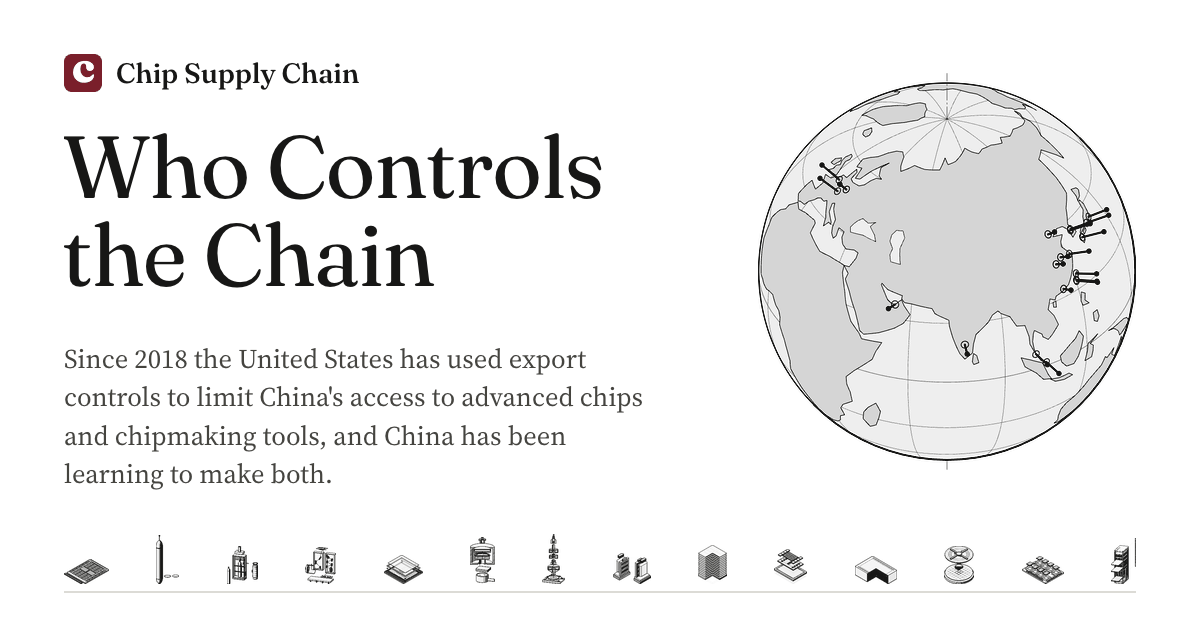 C
Chip Supply Chain
Who Controls
the Chain
Since 2018 the United States has used export
controls to limit China's access to advanced chips
and chipmaking tools, and China has been
learning to make both.